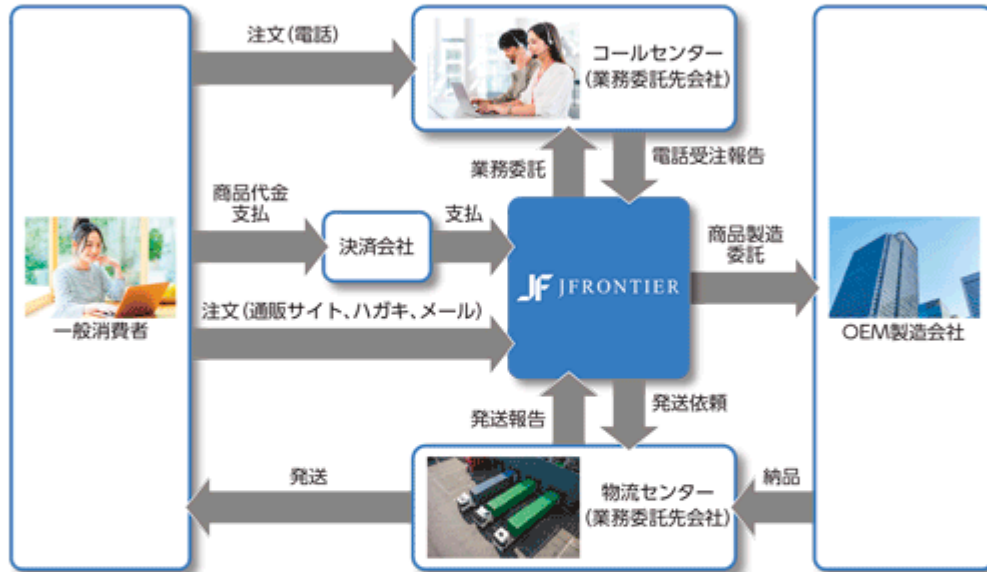 注文(電話)
コールセンター
(業務委託先会社)
業務委託
電話受注報告
商品代金
支払
決済会社
支払
商品製造
委託
JF JFRONTIER
一般消費者
注文(通販サイト、ハガキ、メール)
OEM製造会社
発送報告
発送依頼
発送
物流センター
(業務委託先会社)
納品